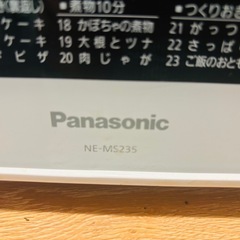 ■煮物10分
つくりお
ケーキ 18 かぼちゃの煮物 21 がっつ
ケーキ 19 大根とツナ 22 さっぱ
ピザ 20 肉じゃが 23 ご飯のおとも
Panasonic
NE-MS235